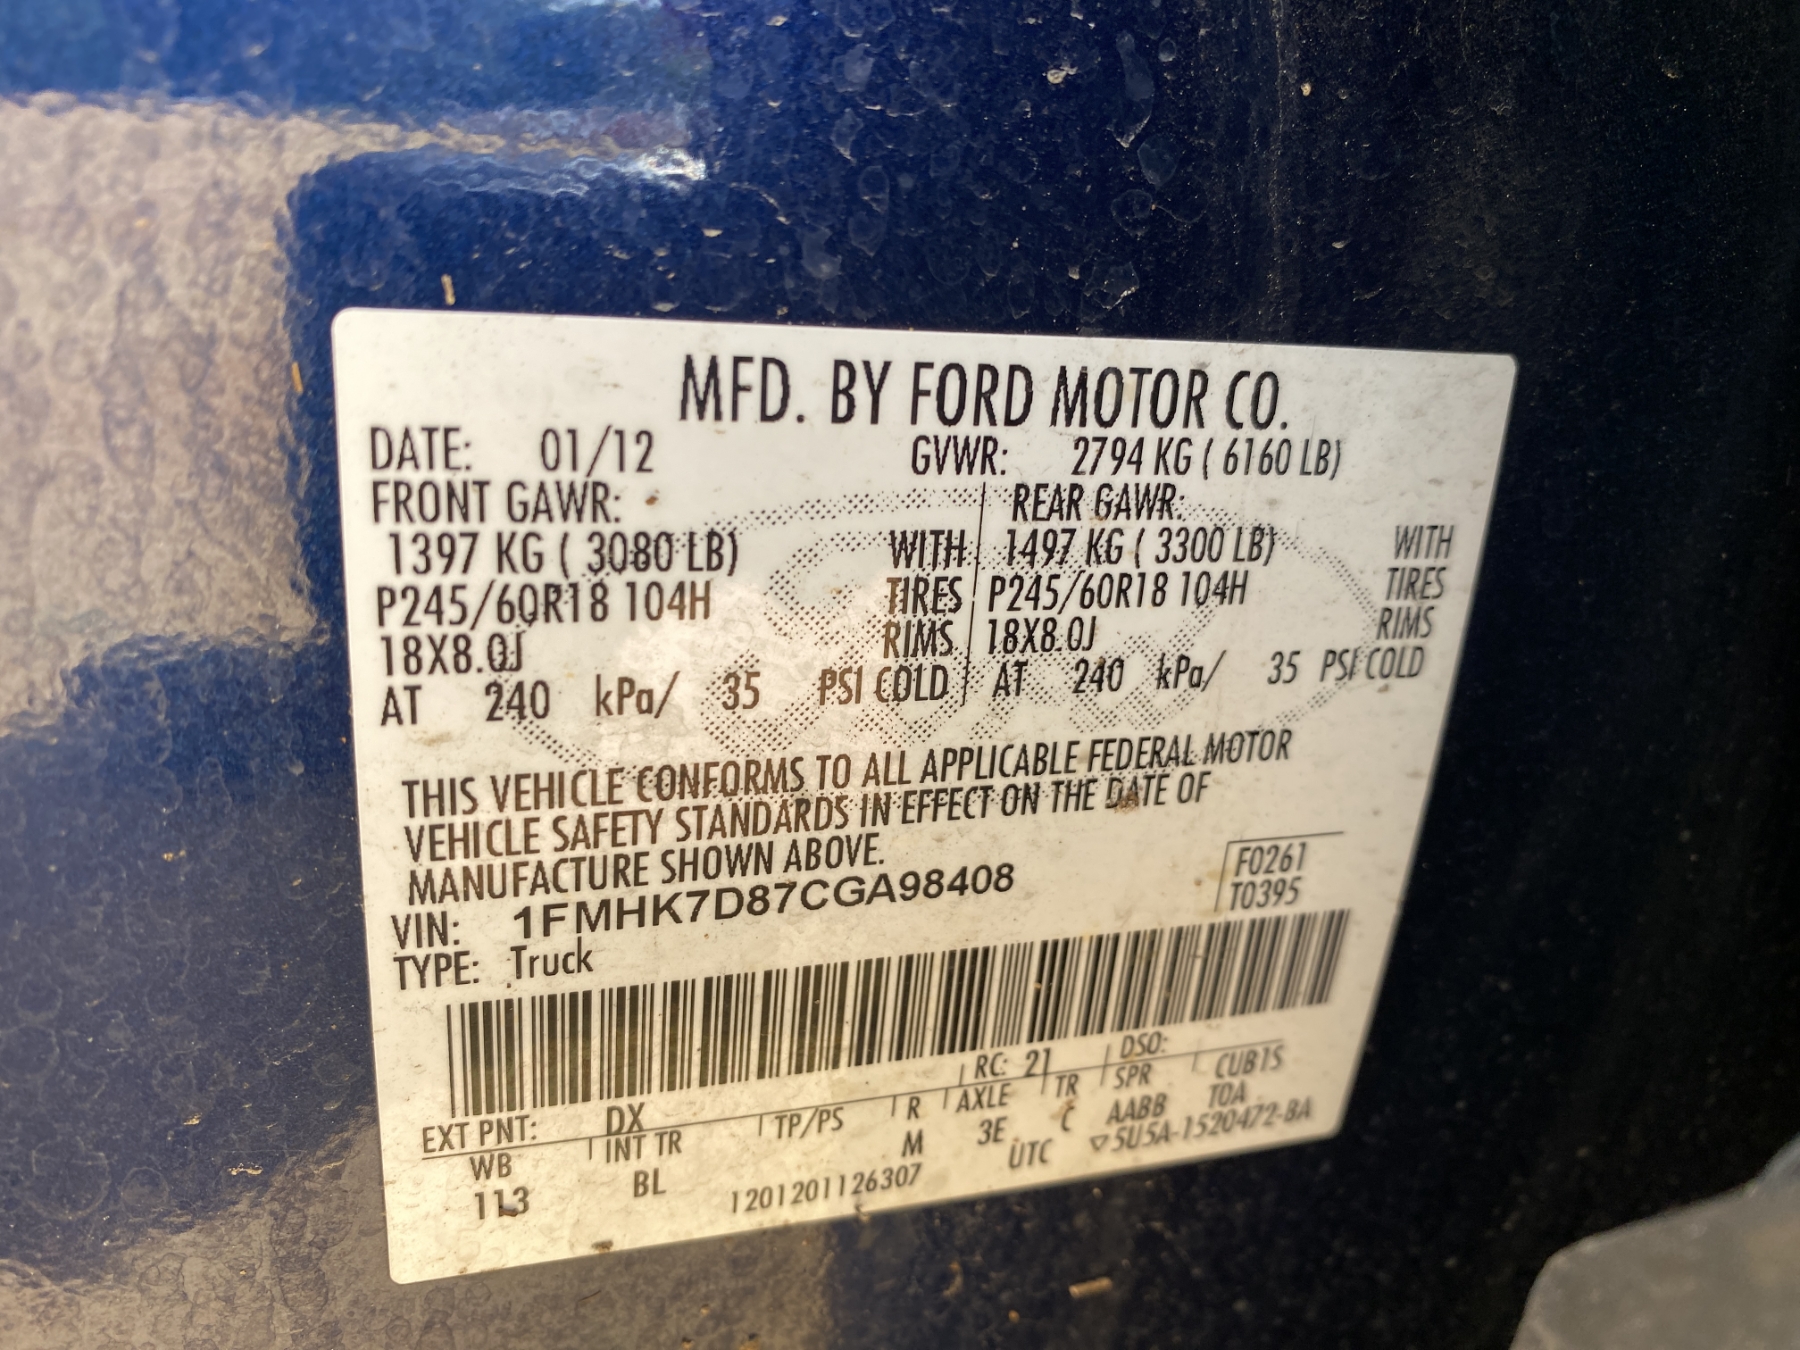 MFD. BY FORD MOTOR CO.
DATE: 01/12 GVWR: 2794 KG ( 6160 LB)
FRONT GAWR: REAR GAWR:
1397 KG ( 3080 LB) WITH 1497 KG ( 3300 LB) WITH
P245/60R18 104H TIRES P245/60R18 104H TIRES
18X8.0J RIMS 18X8.0J RIMS
AT 240 kPa/ 35 PSI COLD AT 240 kPa/ 35 PSI COLD
THIS VEHICLE CONFORMS TO ALL APPLICABLE FEDERAL MOTOR
VEHICLE SAFETY STANDARDS IN EFFECT ON THE DATE OF
MANUFACTURE SHOWN ABOVE.
VIN: 1FMHK7D87CGA98408 F0261
TYPE: Truck T0395
EXT PNT: DX RC: 21 DSO:
WB INT TR TP/PS R AXLE TR SPR CUB1S
113 BL M 3E C AABB TOA
1201201126307 UTC ▽5U5A-1520472-BA